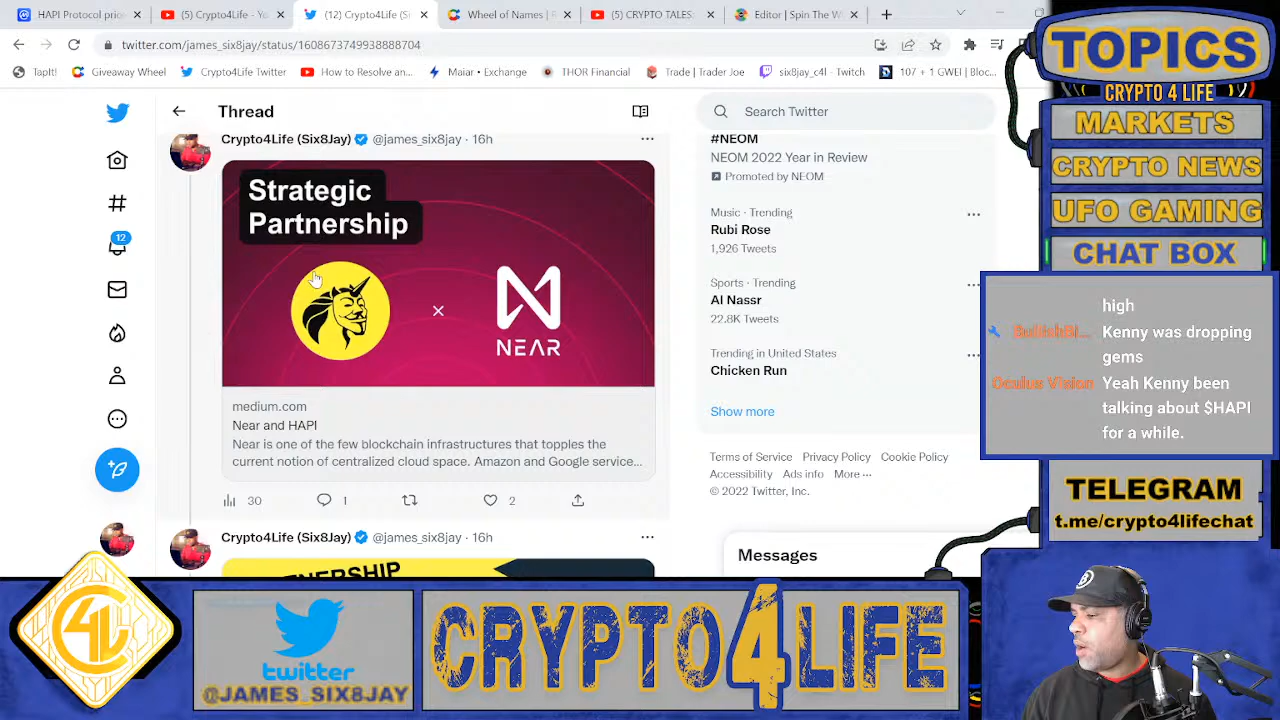 HAPI Protocol price
(5) Crypto4Life - Yo
(12) Crypto4Life (Si
Wheel of Names | R
(5) CRYPTO TALES:
Editor | Spin The W
twitter.com/james_six8jay/status/1608673749938888704
TapIt!
Giveaway Wheel
Crypto4Life Twitter
How to Resolve an...
Maiar • Exchange
THOR Financial
Trade | Trader Joe
six8jay_c4l - Twitch
107 + 1 GWEI | Bloc...
Thread
Search Twitter
Crypto4Life (Six8Jay) @james_six8jay · 16h
Strategic
Partnership
NEAR
medium.com
Near and HAPI
Near is one of the few blockchain infrastructures that topples the
current notion of centralized cloud space. Amazon and Google service...
30
1
2
Crypto4Life (Six8Jay) @james_six8jay · 16h
12
#NEOM
NEOM 2022 Year in Review
Promoted by NEOM
Music · Trending
Rubi Rose
1,926 Tweets
Sports · Trending
Al Nassr
22.8K Tweets
Trending in United States
Chicken Run
Show more
Terms of Service Privacy Policy Cookie Policy
Accessibility Ads info More ···
© 2022 Twitter, Inc.
Messages
TOPICS
CRYPTO 4 LIFE
MARKETS
CRYPTO NEWS
UFO GAMING
CHAT BOX
high
BullishBi... Kenny was dropping
gems
Oculus Vision Yeah Kenny been
talking about $HAPI
for a while.
TELEGRAM
t.me/crypto4lifechat
C4L
twitter
@JAMES_SIX8JAY
CRYPTO4LIFE